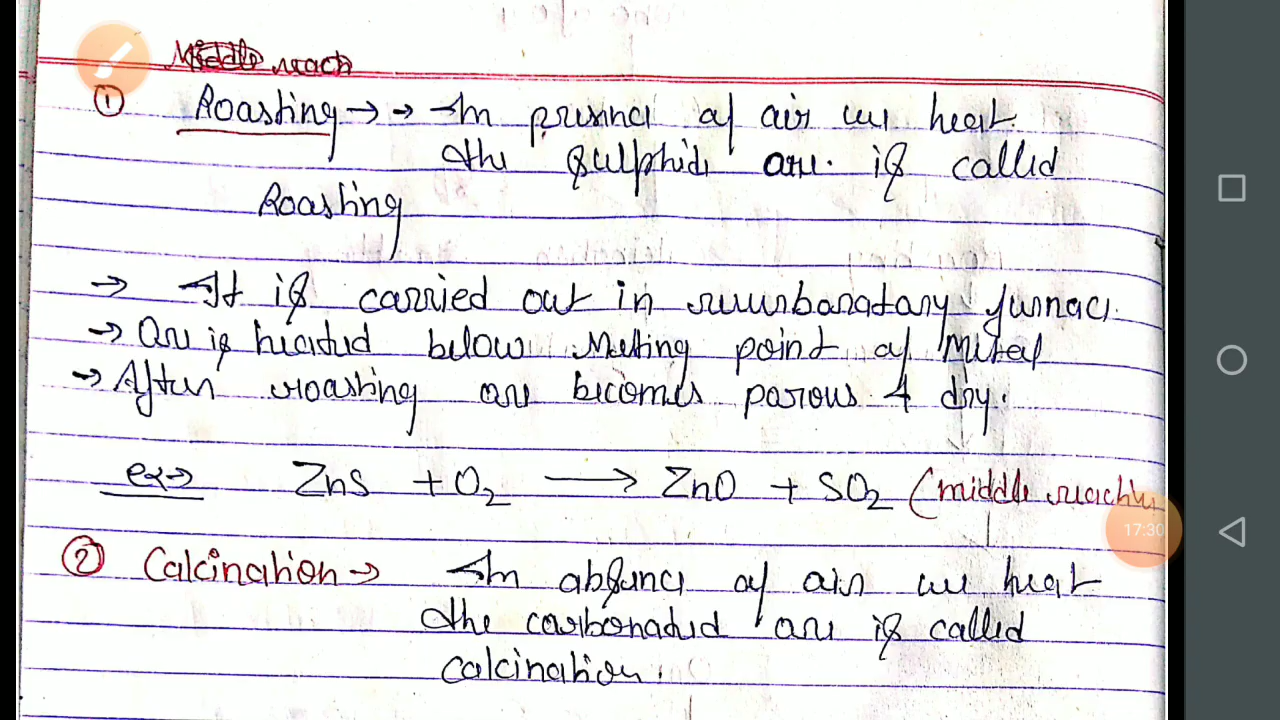 Middle reach
① Roasting → → In presence of air we heat
the sulphide ore. is called
Roasting
→ It is carried out in reverberatory furnace.
→ Ore is heated below melting point of metal
→ After roasting ore becomes porous & dry.
ex→ ZnS + O₂ → ZnO + SO₂ (middle
② Calcination → In absence of air we heat
the carbonated ore is called
calcination.
17:30